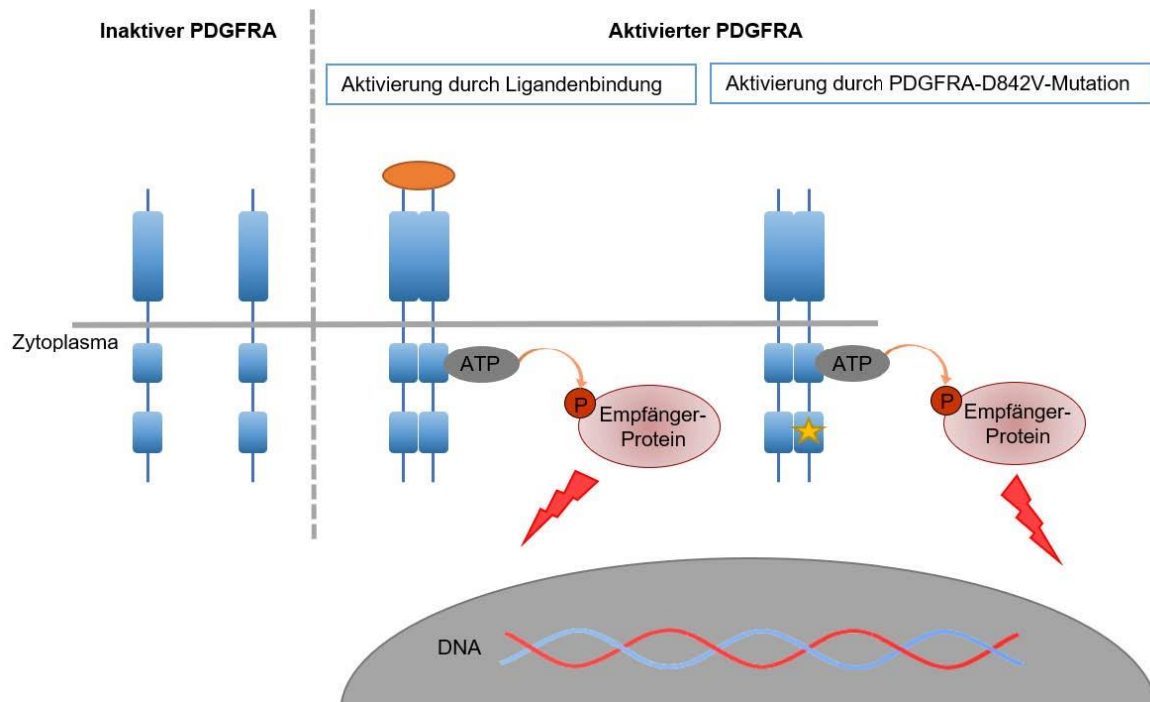 Inaktiver PDGFRA
Aktivierter PDGFRA
Aktivierung durch Ligandenbindung
Aktivierung durch PDGFRA-D842V-Mutation
Zytoplasma
ATP
P
Empfänger-
Protein
ATP
P
Empfänger-
Protein
DNA